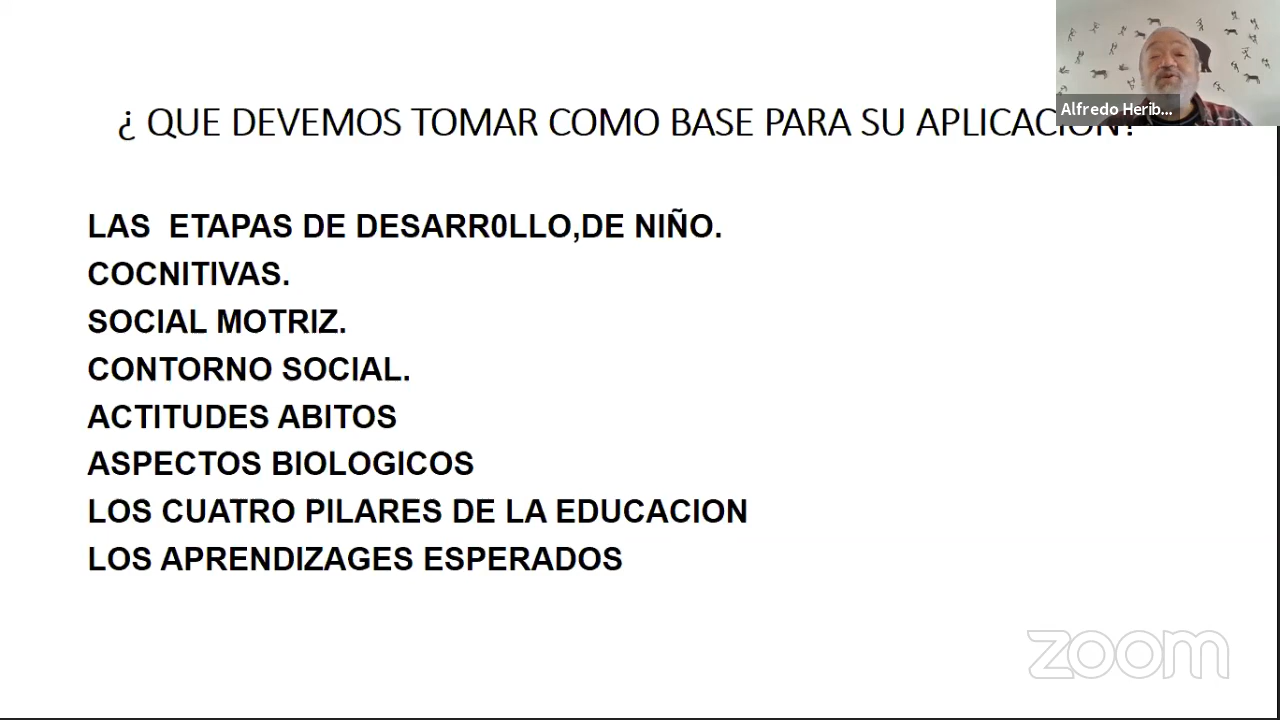 ¿ QUE DEVEMOS TOMAR COMO BASE PARA SU APLICACION?
Alfredo Herib...
LAS ETAPAS DE DESARR0LLO,DE NIÑO.
COCNITIVAS.
SOCIAL MOTRIZ.
CONTORNO SOCIAL.
ACTITUDES ABITOS
ASPECTOS BIOLOGICOS
LOS CUATRO PILARES DE LA EDUCACION
LOS APRENDIZAGES ESPERADOS
zoom